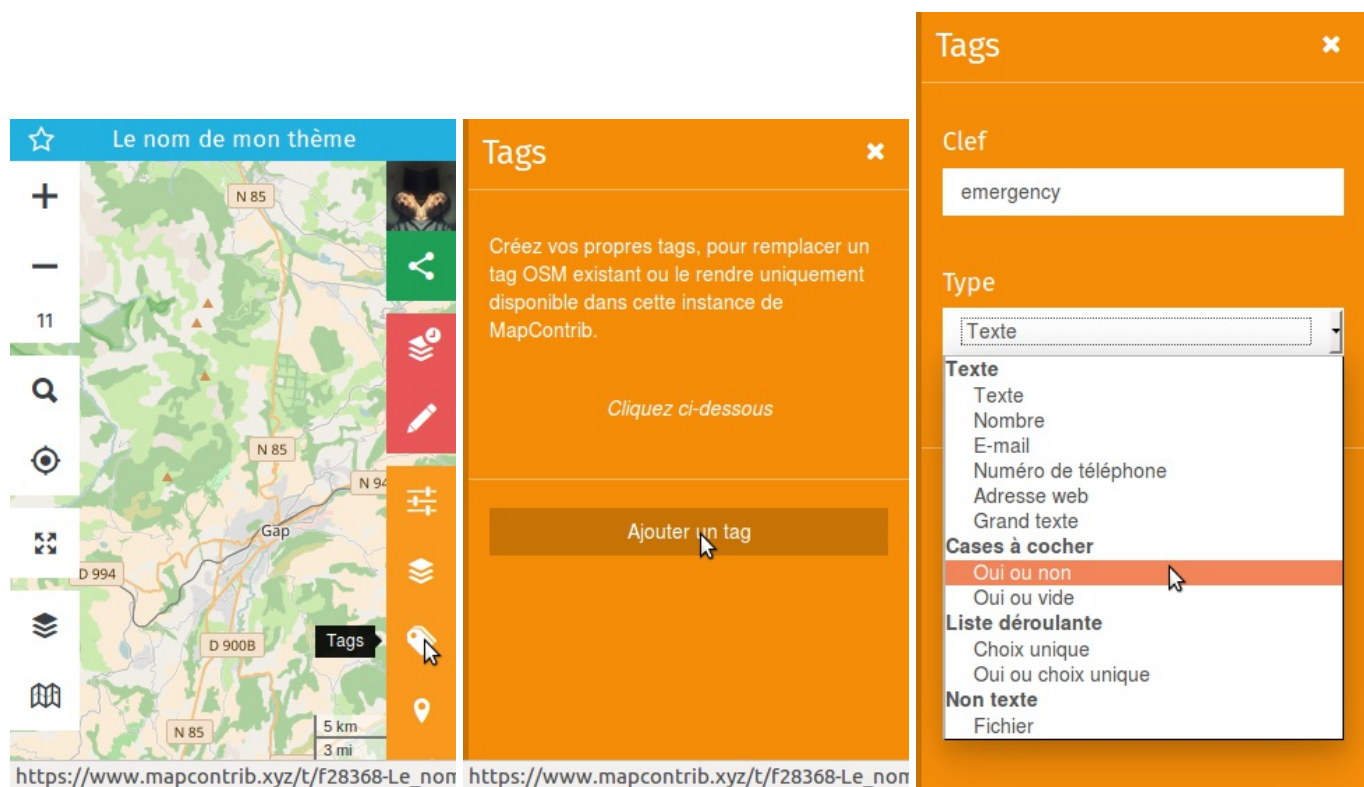 Le nom de mon thème
N 85
11
N 85
N 94
Gap
D 994
D 900B
Tags
N 85
5 km
3 mi
https://www.mapcontrib.xyz/t/f28368-Le_nom
Tags
Créez vos propres tags, pour remplacer un
tag OSM existant ou le rendre uniquement
disponible dans cette instance de
MapContrib.
Cliquez ci-dessous
Ajouter un tag
https://www.mapcontrib.xyz/t/f28368-Le_nom
Tags
Clef
emergency
Type
Texte
Texte
Texte
Nombre
E-mail
Numéro de téléphone
Adresse web
Grand texte
Cases à cocher
Oui ou non
Oui ou vide
Liste déroulante
Choix unique
Oui ou choix unique
Non texte
Fichier